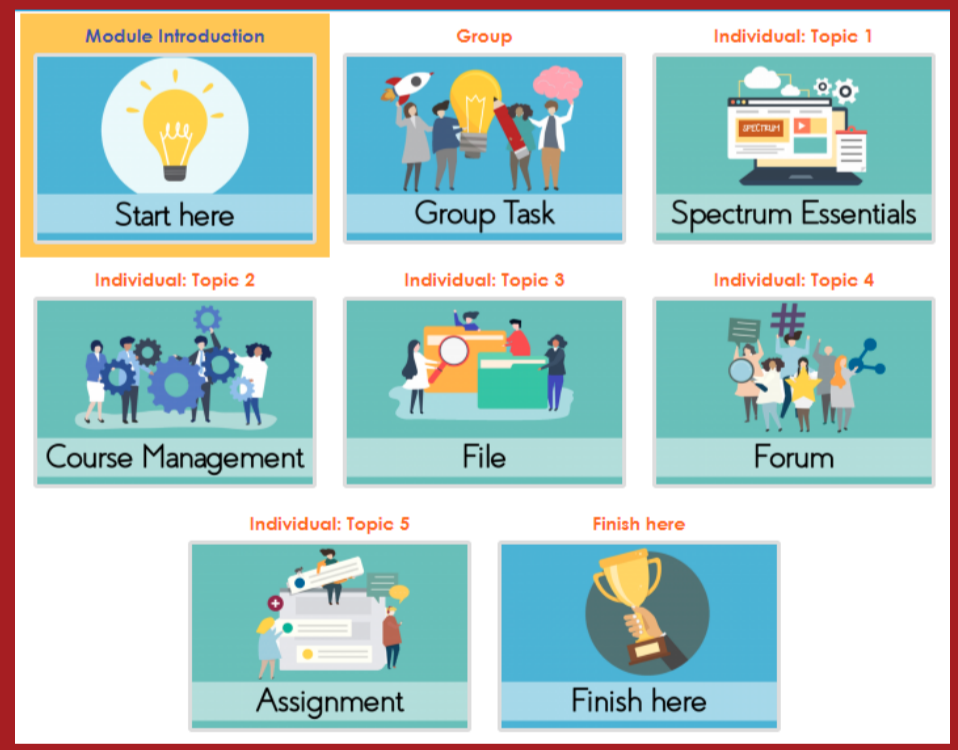 Module Introduction
Group
Individual: Topic 1
SPECTRUM
Start here
Group Task
Spectrum Essentials
Individual: Topic 2
Individual: Topic 3
Individual: Topic 4
Course Management
File
Forum
Individual: Topic 5
Finish here
Assignment
Finish here